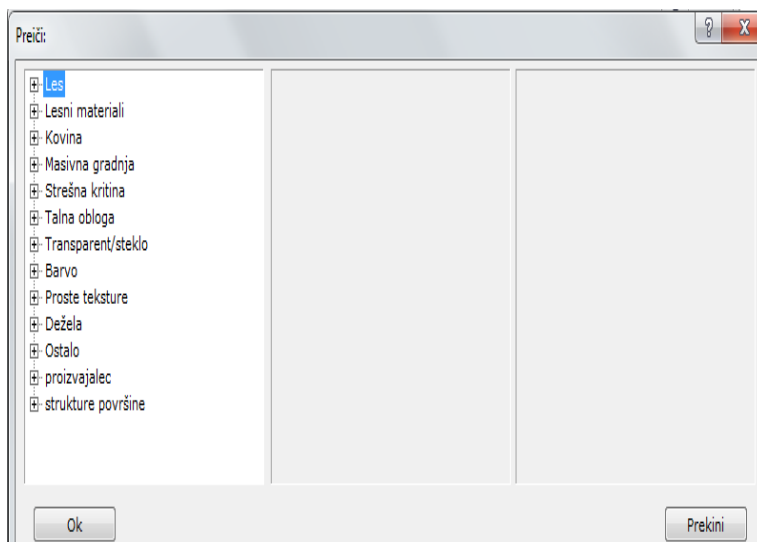 Preiči:
Les
Lesni materiali
Kovina
Masivna gradnja
Strešna kritina
Talna obloga
Transparent/steklo
Barvo
Proste teksture
Dežela
Ostalo
proizvajalec
strukture površine
Ok
Prekini